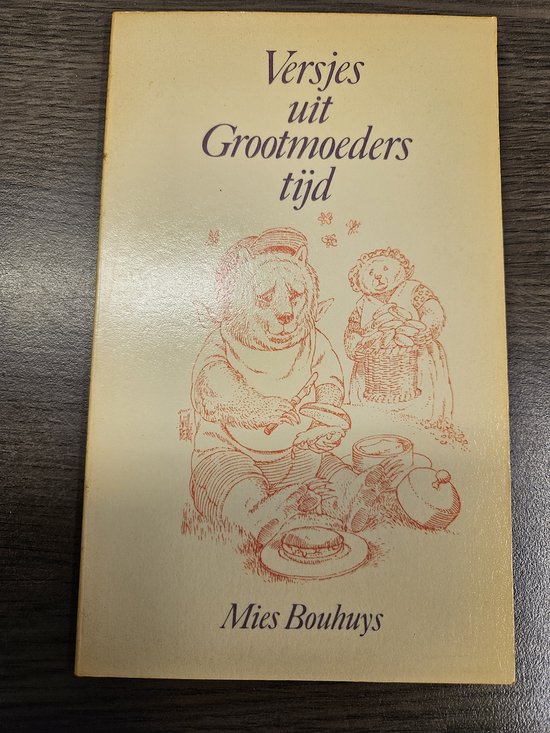 Versjes
uit
Grootmoeders
tijd
Mies Bouhuys